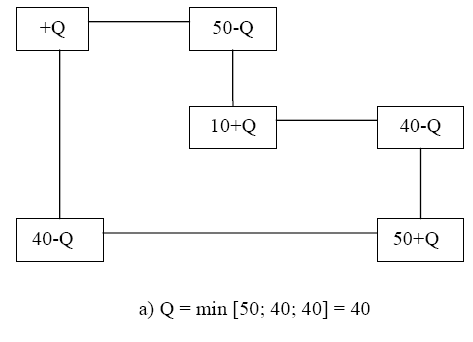 +Q 50-Q
10+Q 40-Q
40-Q 50+Q
a) Q = min [50; 40; 40] = 40